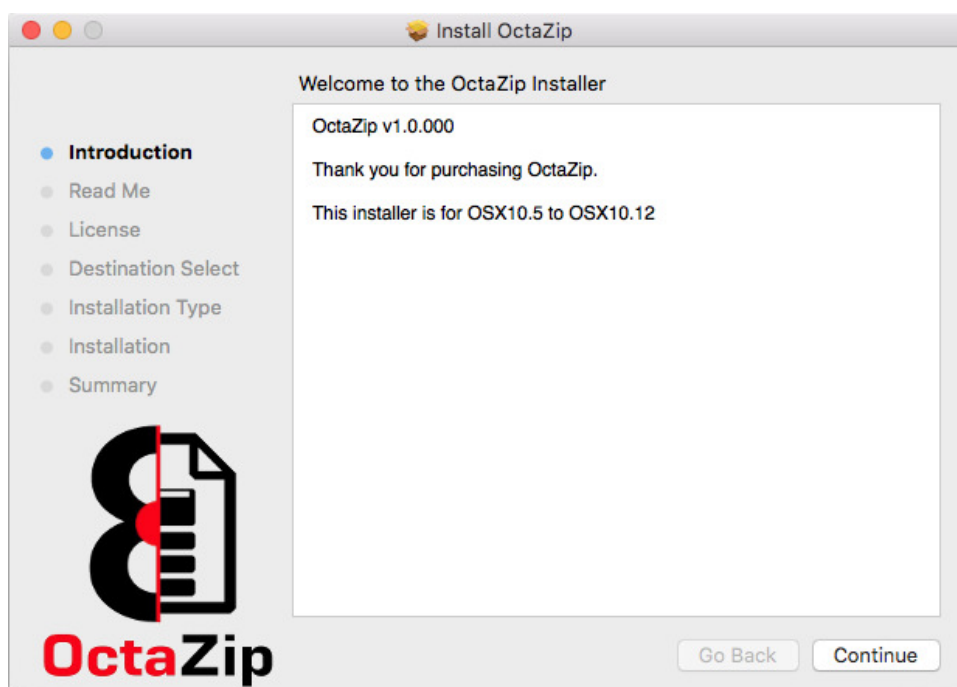 Install OctaZip
Welcome to the OctaZip Installer
Introduction
Read Me
License
Destination Select
Installation Type
Installation
Summary
OctaZip v1.0.000
Thank you for purchasing OctaZip.
This installer is for OSX10.5 to OSX10.12
OctaZip
Go Back
Continue